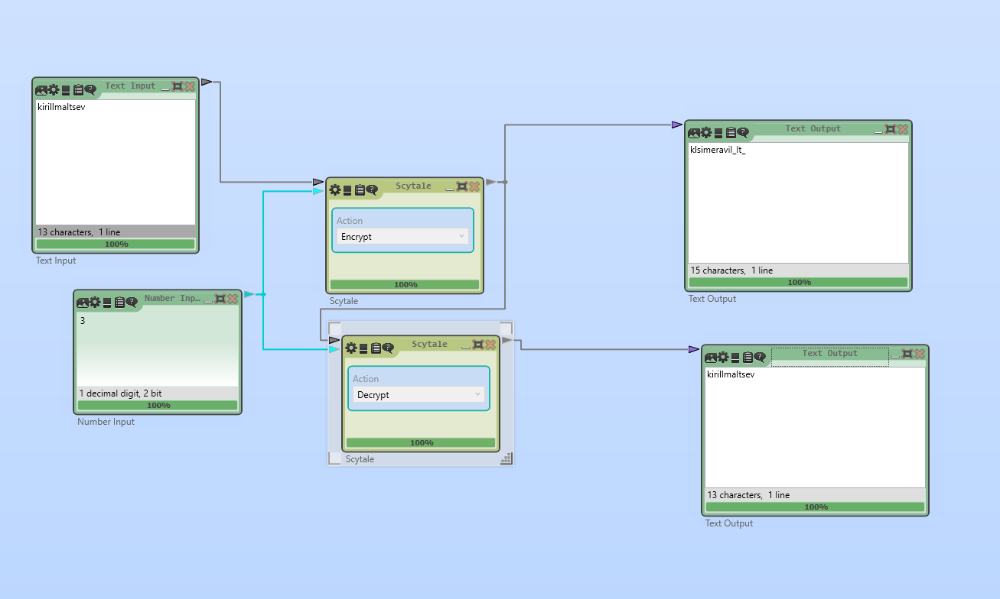 Text Input
kirillmaltsev
13 characters, 1 line
100%
Text Input
Number Inp...
3
1 decimal digit, 2 bit
100%
Number Input
Scytale
Action
Encrypt
100%
Scytale
Scytale
Action
Decrypt
100%
Scytale
Text Output
klsimeravil_lt_
15 characters, 1 line
100%
Text Output
Text Output
kirillmaltsev
13 characters, 1 line
100%
Text Output